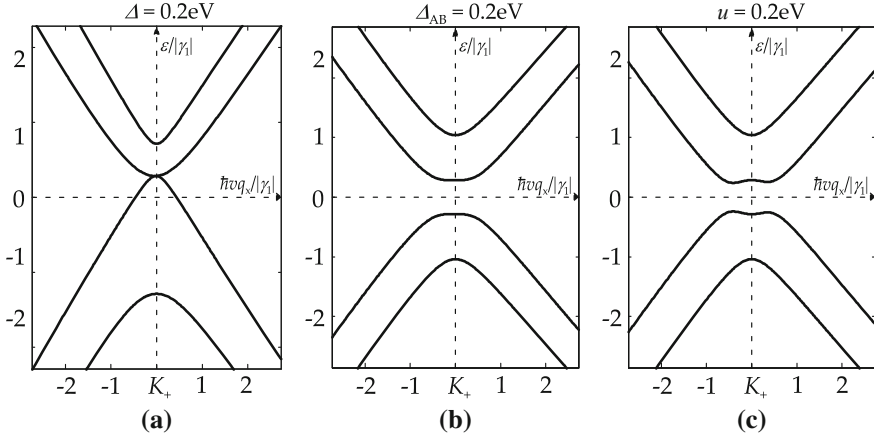 Δ = 0.2eV
ε/|γ₁|
ħvqₓ/|γ₁|
2
1
0
-1
-2
-2 -1 K₊ 1 2
(a)
Δ_AB = 0.2eV
ε/|γ₁|
ħvqₓ/|γ₁|
2
1
0
-1
-2
-2 -1 K₊ 1 2
(b)
u = 0.2eV
ε/|γ₁|
ħvqₓ/|γ₁|
2
1
0
-1
-2
-2 -1 K₊ 1 2
(c)